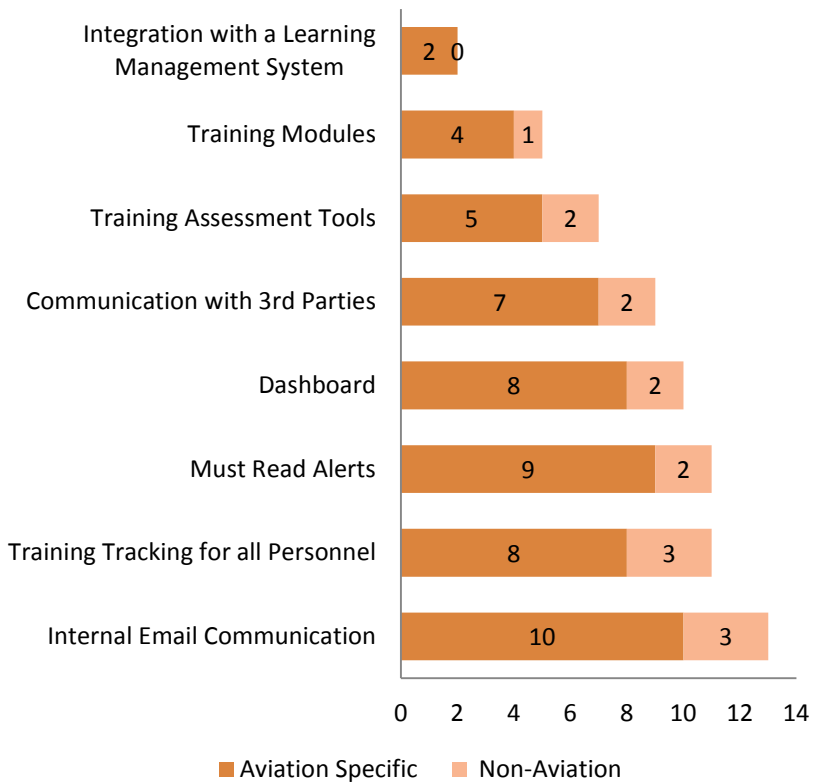 Integration with a Learning
Management System
2 0
Training Modules
4 1
Training Assessment Tools
5 2
Communication with 3rd Parties
7 2
Dashboard
8 2
Must Read Alerts
9 2
Training Tracking for all Personnel
8 3
Internal Email Communication
10 3
0 2 4 6 8 10 12 14
Aviation Specific Non-Aviation